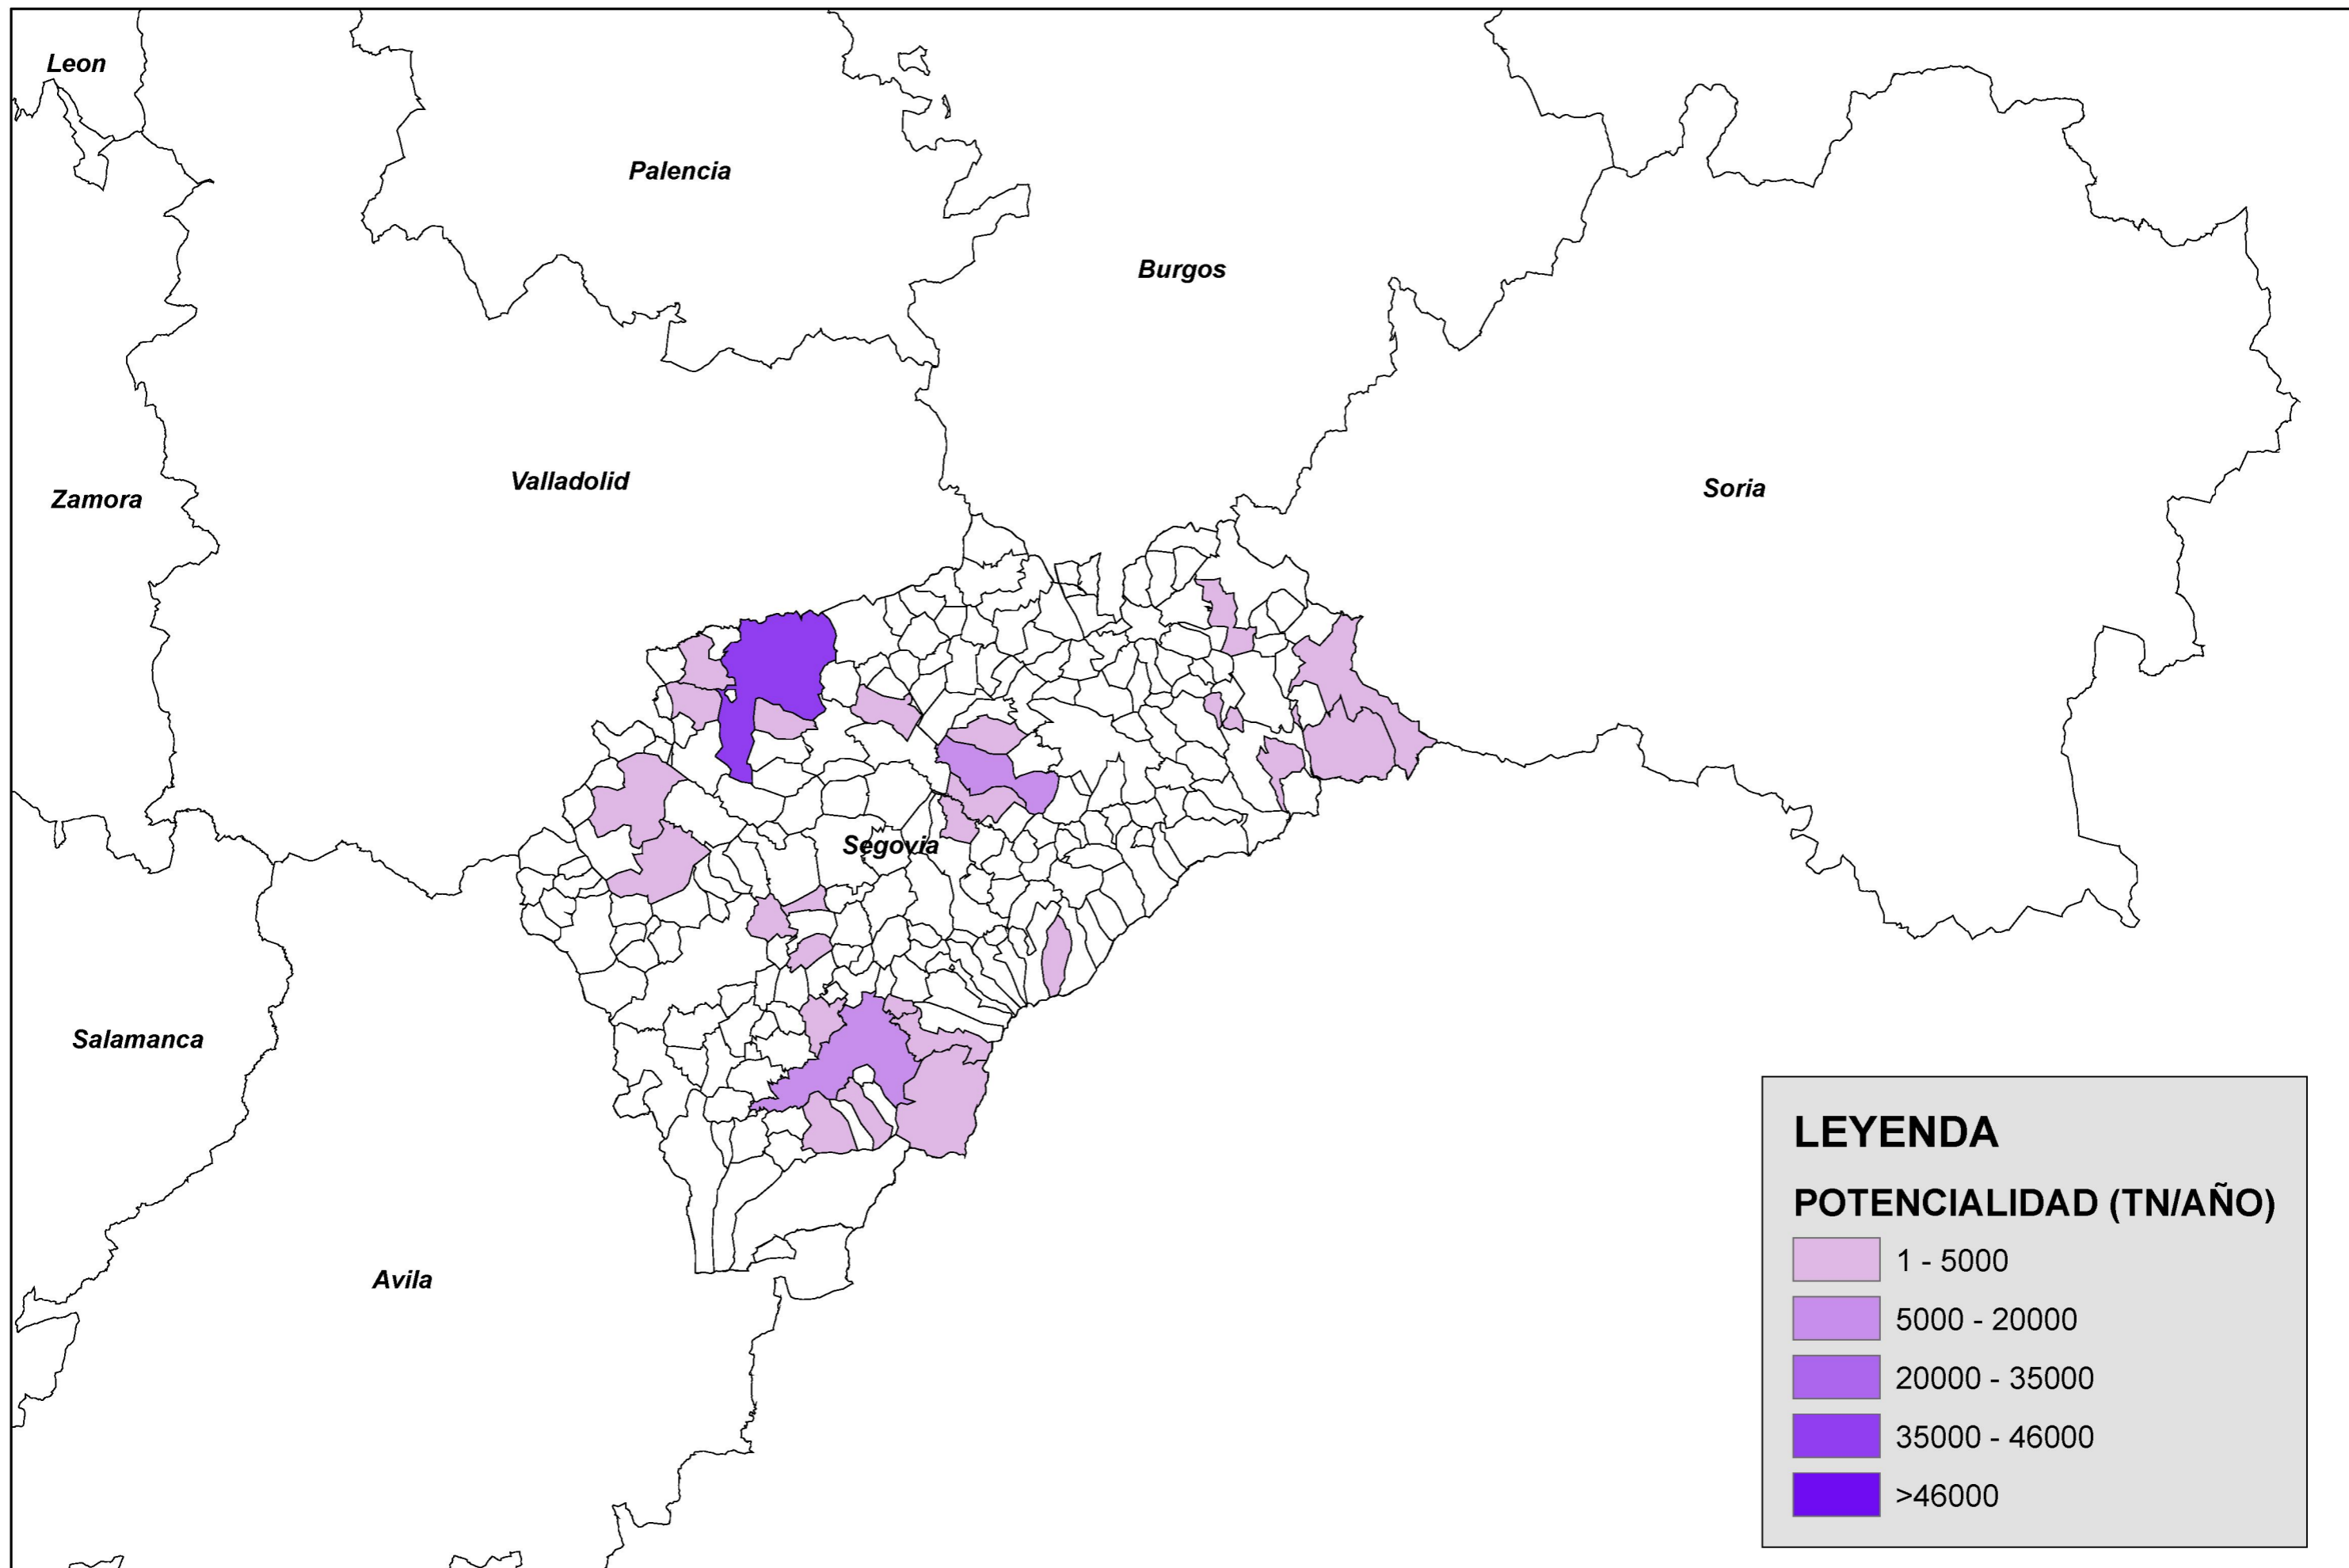 Leon
Palencia
Burgos
Valladolid
Soria
Zamora
Segovia
Salamanca
Avila
LEYENDA
POTENCIALIDAD (TN/AÑO)
1 - 5000
5000 - 20000
20000 - 35000
35000 - 46000
>46000